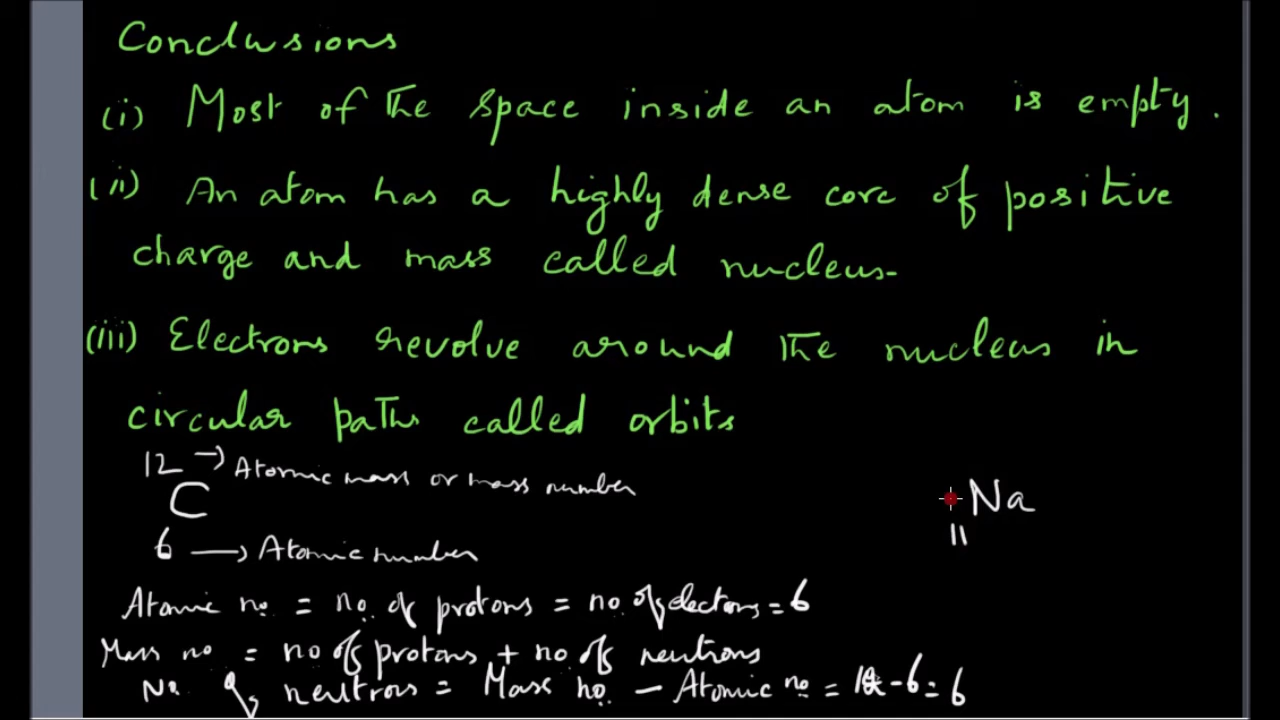 Conclusions
(i) Most of the space inside an atom is empty.
(ii) An atom has a highly dense core of positive
charge and mass called nucleus.
(iii) Electrons revolve around the nucleus in
circular paths called orbits
12 → Atomic mass or mass number
C
6 → Atomic number
Na
11
Atomic no. = no. of protons = no. of electrons = 6
Mass no = no of protons + no of neutrons
No. of neutrons = Mass no. - Atomic no = 12 - 6 = 6